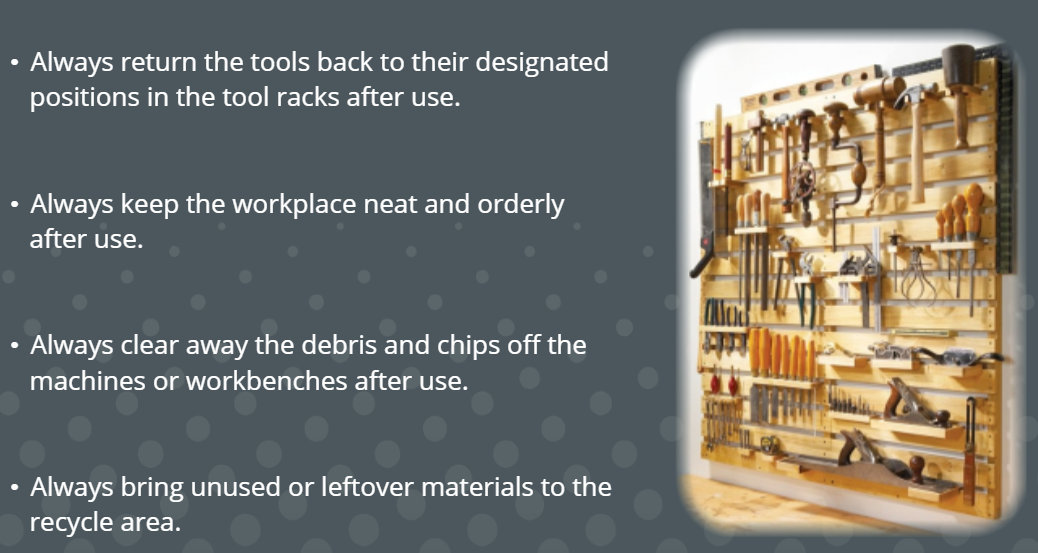 • Always return the tools back to their designated
positions in the tool racks after use.
• Always keep the workplace neat and orderly
after use.
• Always clear away the debris and chips off the
machines or workbenches after use.
• Always bring unused or leftover materials to the
recycle area.